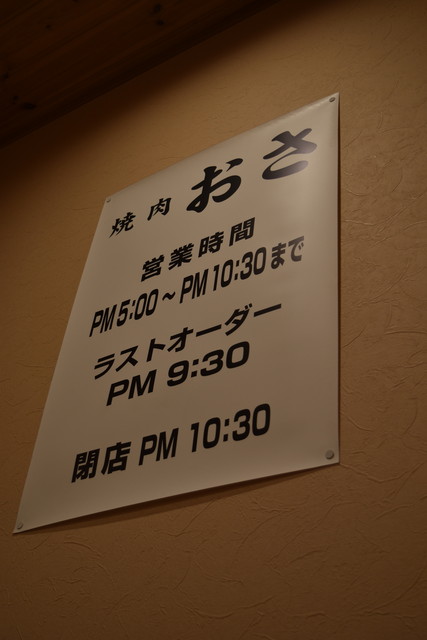 焼肉 おさ
営業時間
PM 5:00～PM 10:30まで
ラストオーダー
PM 9:30
閉店 PM 10:30